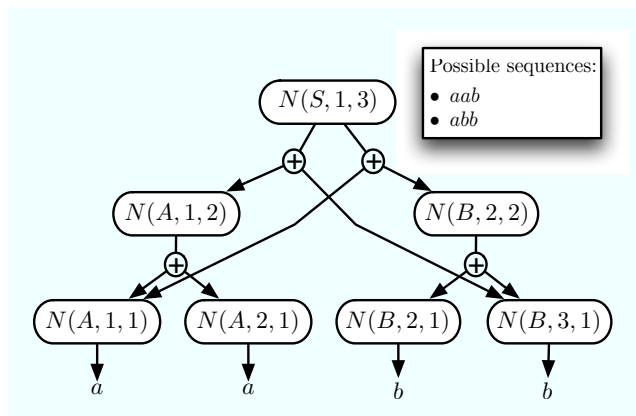 Possible sequences:
• aab
• abb
N(S, 1, 3)
+ +
N(A, 1, 2) N(B, 2, 2)
+ +
N(A, 1, 1) N(A, 2, 1) N(B, 2, 1) N(B, 3, 1)
a a b b